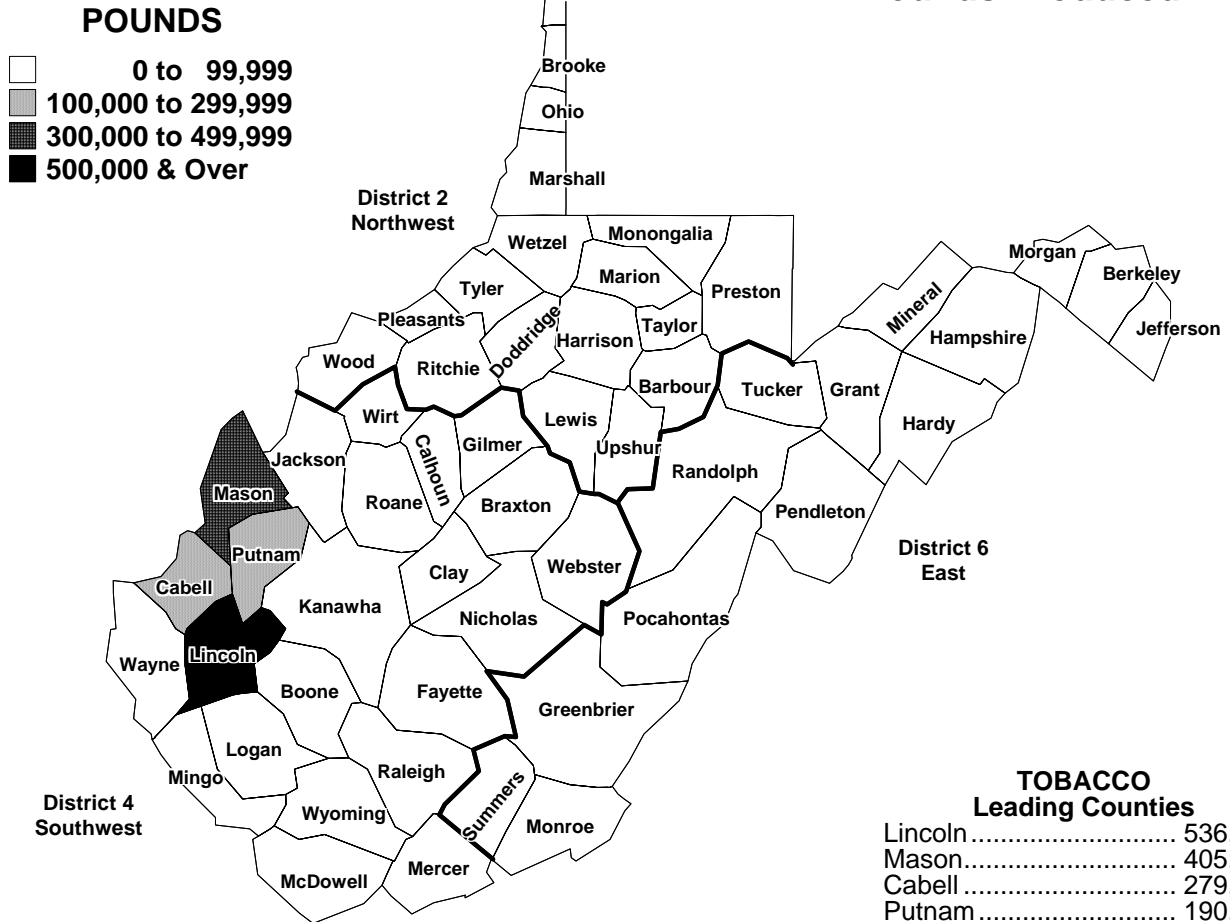 POUNDS
0 to 99,999
100,000 to 299,999
300,000 to 499,999
500,000 & Over
Brooke
Ohio
Marshall
District 2
Northwest
Wetzel
Monongalia
Marion
Preston
Tyler
Pleasants
Doddridge
Harrison
Taylor
Wood
Ritchie
Barbour
Tucker
Grant
Mineral
Hampshire
Morgan
Berkeley
Jefferson
Hardy
Wirt
Calhoun
Gilmer
Lewis
Upshur
Randolph
Pendleton
Jackson
Roane
Braxton
Mason
Putnam
Cabell
Clay
Webster
District 6
East
Kanawha
Nicholas
Pocahontas
Wayne
Lincoln
Boone
Fayette
Greenbrier
Logan
Mingo
Raleigh
Summers
District 4
Southwest
Wyoming
Monroe
McDowell
Mercer
TOBACCO
Leading Counties
Lincoln ............................ 536
Mason ............................ 405
Cabell ............................ 279
Putnam ............................ 190